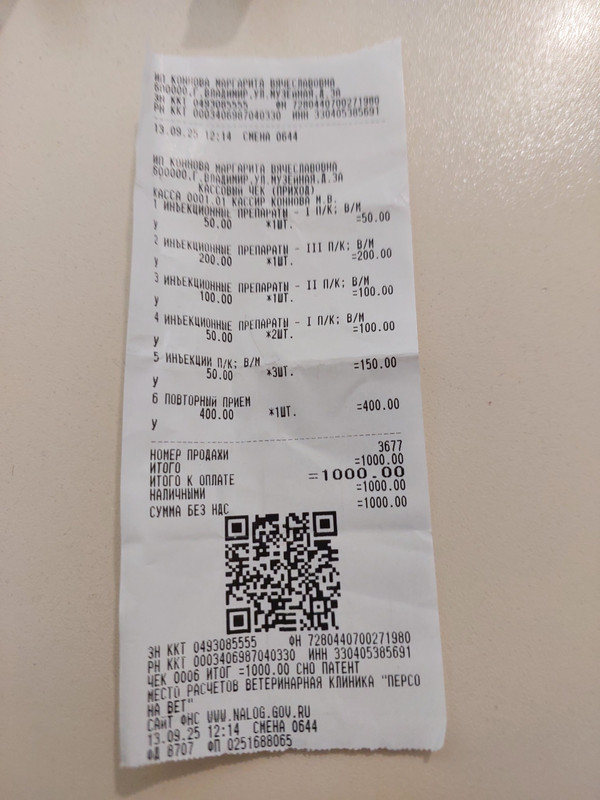 ИП КОННОВА МАРГАРИТА ВЯЧЕСЛАВОВНА
600000,Г.ВЛАДИМИР,УЛ.МУЗЕЙНАЯ,Д.3А
ЗН ККТ 0493085555 ФН 7280440700271980
РН ККТ 0003406987040330 ИНН 330405385691
13.09.25 12:14 СМЕНА 0644
ИП КОННОВА МАРГАРИТА ВЯЧЕСЛАВОВНА
600000,Г.ВЛАДИМИР,УЛ.МУЗЕЙНАЯ,Д.3А
КАССОВЫЙ ЧЕК (ПРИХОД)
КАССА 0001.01 КАССИР КОННОВА М.В.
1 ИНЪЕКЦИОННЫЕ ПРЕПАРАТЫ - I П/К; В/М
50.00 *1ШТ. =50.00
У
2 ИНЪЕКЦИОННЫЕ ПРЕПАРАТЫ - III П/К; В/М
200.00 *1ШТ. =200.00
У
3 ИНЪЕКЦИОННЫЕ ПРЕПАРАТЫ - II П/К; В/М
100.00 *1ШТ. =100.00
У
4 ИНЪЕКЦИОННЫЕ ПРЕПАРАТЫ - I П/К; В/М
50.00 *2ШТ. =100.00
У
5 ИНЪЕКЦИИ П/К; В/М
50.00 *3ШТ. =150.00
У
6 ПОВТОРНЫЙ ПРИЕМ
400.00 *1ШТ. =400.00
У
НОМЕР ПРОДАЖИ 3677
ИТОГО =1000.00
ИТОГО К ОПЛАТЕ =1000.00
НАЛИЧНЫМИ =1000.00
СУММА БЕЗ НДС =1000.00
ЗН ККТ 0493085555 ФН 7280440700271980
РН ККТ 0003406987040330 ИНН 330405385691
ЧЕК 0006 ИТОГ =1000.00 СНО ПАТЕНТ
МЕСТО РАСЧЕТОВ ВЕТЕРИНАРНАЯ КЛИНИКА "ПЕРСО
НА ВЕТ"
САЙТ ФНС WWW.NALOG.GOV.RU
13.09.25 12:14 СМЕНА 0644
ФД 8707 ФП 0251688065